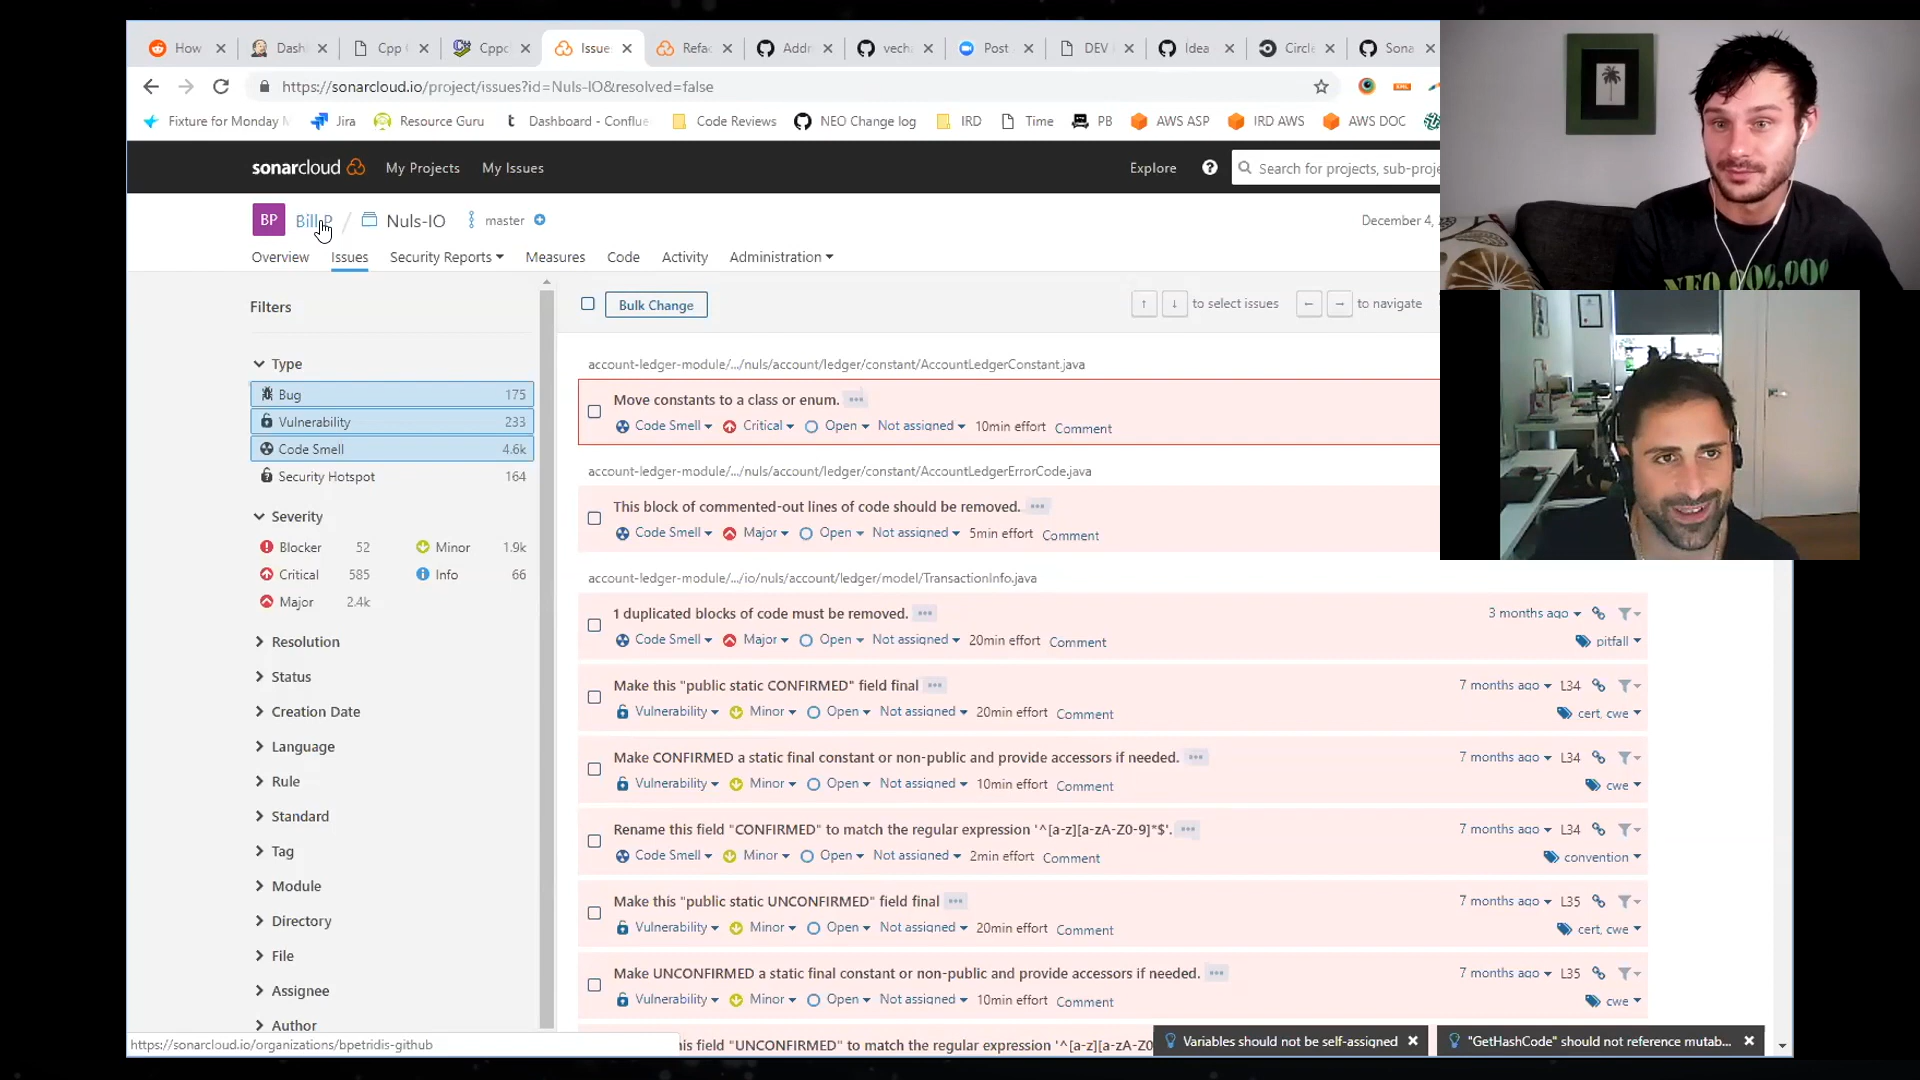 How
Dash
Cpp
Cppc
Issue
Refac
Addr
vech
Post
DEV
Idea
Circle
Sona
https://sonarcloud.io/project/issues?id=Nuls-IO&resolved=false
Fixture for Monday
Jira
Resource Guru
Dashboard - Conflue
Code Reviews
NEO Change log
IRD
Time
PB
AWS ASP
IRD AWS
AWS DOC
sonarcloud
My Projects
My Issues
Explore
Search for projects, sub-proje
BP
Bill P
/
Nuls-IO
master
December 4,
Overview
Issues
Security Reports
Measures
Code
Activity
Administration
Filters
Type
Bug 175
Vulnerability 233
Code Smell 4.6k
Security Hotspot 164
Severity
Blocker 52
Minor 1.9k
Critical 585
Info 66
Major 2.4k
Resolution
Status
Creation Date
Language
Rule
Standard
Tag
Module
Directory
File
Assignee
Author
https://sonarcloud.io/organizations/bpetridis-github
Bulk Change
↑ ↓ to select issues ← → to navigate
account-ledger-module/.../nuls/account/ledger/constant/AccountLedgerConstant.java
Move constants to a class or enum. •••
Code Smell Critical Open Not assigned 10min effort Comment
account-ledger-module/.../nuls/account/ledger/constant/AccountLedgerErrorCode.java
This block of commented-out lines of code should be removed. •••
Code Smell Major Open Not assigned 5min effort Comment
account-ledger-module/.../io/nuls/account/ledger/model/TransactionInfo.java
1 duplicated blocks of code must be removed. ••• 3 months ago
Code Smell Major Open Not assigned 20min effort Comment pitfall
Make this "public static CONFIRMED" field final ••• 7 months ago L34
Vulnerability Minor Open Not assigned 20min effort Comment cert, cwe
Make CONFIRMED a static final constant or non-public and provide accessors if needed. ••• 7 months ago L34
Vulnerability Minor Open Not assigned 10min effort Comment cwe
Rename this field "CONFIRMED" to match the regular expression '^[a-z][a-zA-Z0-9]*$'. ••• 7 months ago L34
Code Smell Minor Open Not assigned 2min effort Comment convention
Make this "public static UNCONFIRMED" field final ••• 7 months ago L35
Vulnerability Minor Open Not assigned 20min effort Comment cert, cwe
Make UNCONFIRMED a static final constant or non-public and provide accessors if needed. ••• 7 months ago L35
Vulnerability Minor Open Not assigned 10min effort Comment cwe
is field "UNCONFIRMED" to match the regular expression '^[a-z][a-zA-Z0
Variables should not be self-assigned
"GetHashCode" should not reference mutab...